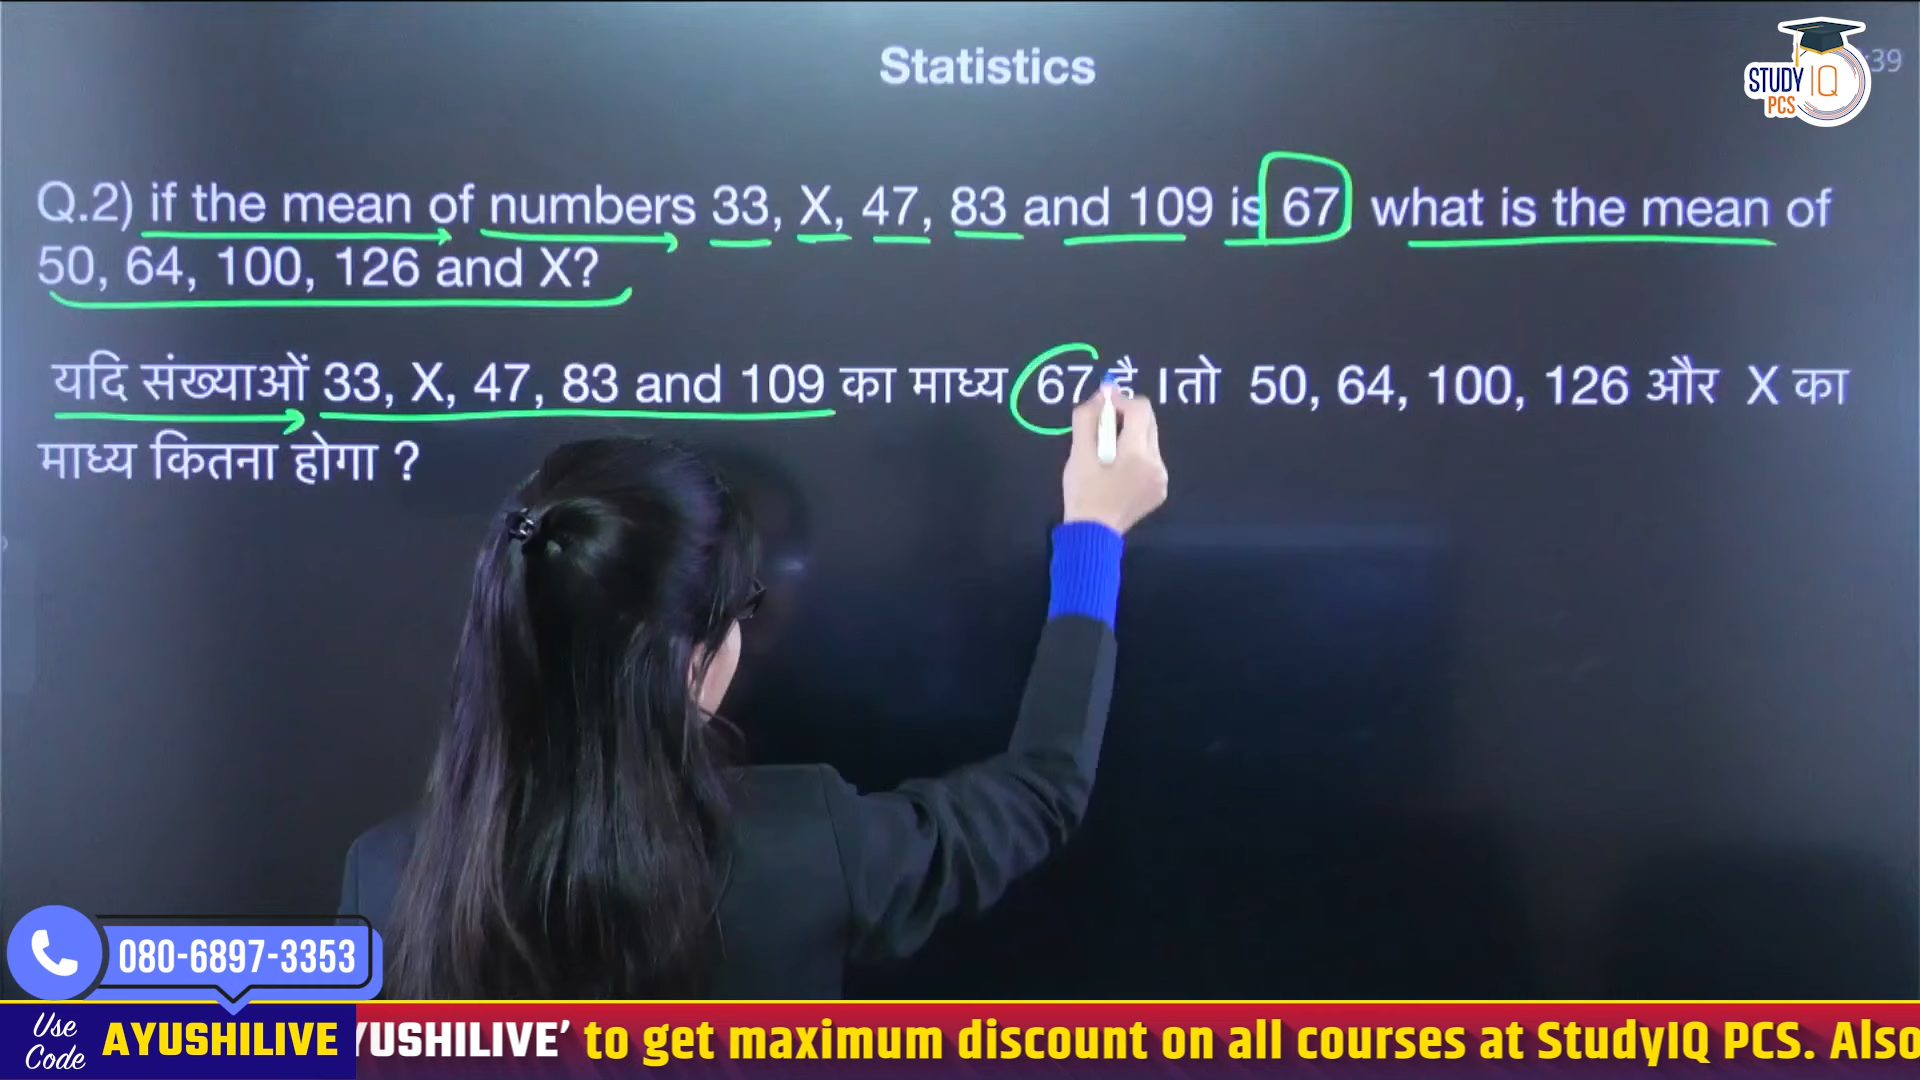 Statistics
:39
STUDY IQ
PCS
Q.2) if the mean of numbers 33, X, 47, 83 and 109 is 67 what is the mean of
50, 64, 100, 126 and X?
यदि संख्याओं 33, X, 47, 83 and 109 का माध्य 67 है ।तो 50, 64, 100, 126 और X का
माध्य कितना होगा ?
080-6897-3353
Use
Code
AYUSHILIVE
YUSHILIVE’ to get maximum discount on all courses at StudyIQ PCS. Also